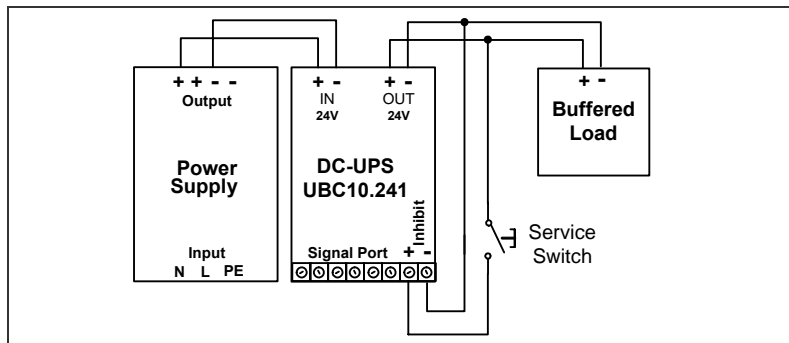 + + - -
Output
Power
Supply
Input
N L PE
+ -
IN
24V
+ -
OUT
24V
DC-UPS
UBC10.241
Inhibit
Signal Port
+ -
+ -
Buffered
Load
Service
Switch